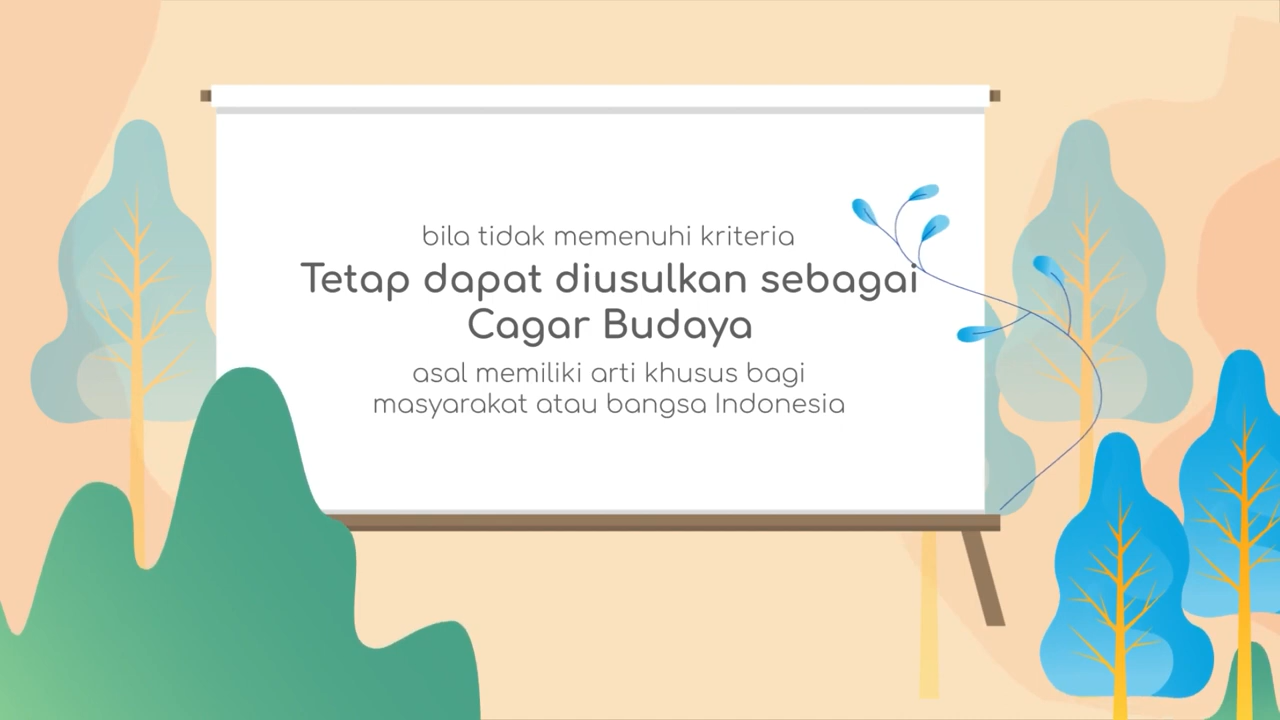 bila tidak memenuhi kriteria
Tetap dapat diusulkan sebagai
Cagar Budaya
asal memiliki arti khusus bagi
masyarakat atau bangsa Indonesia